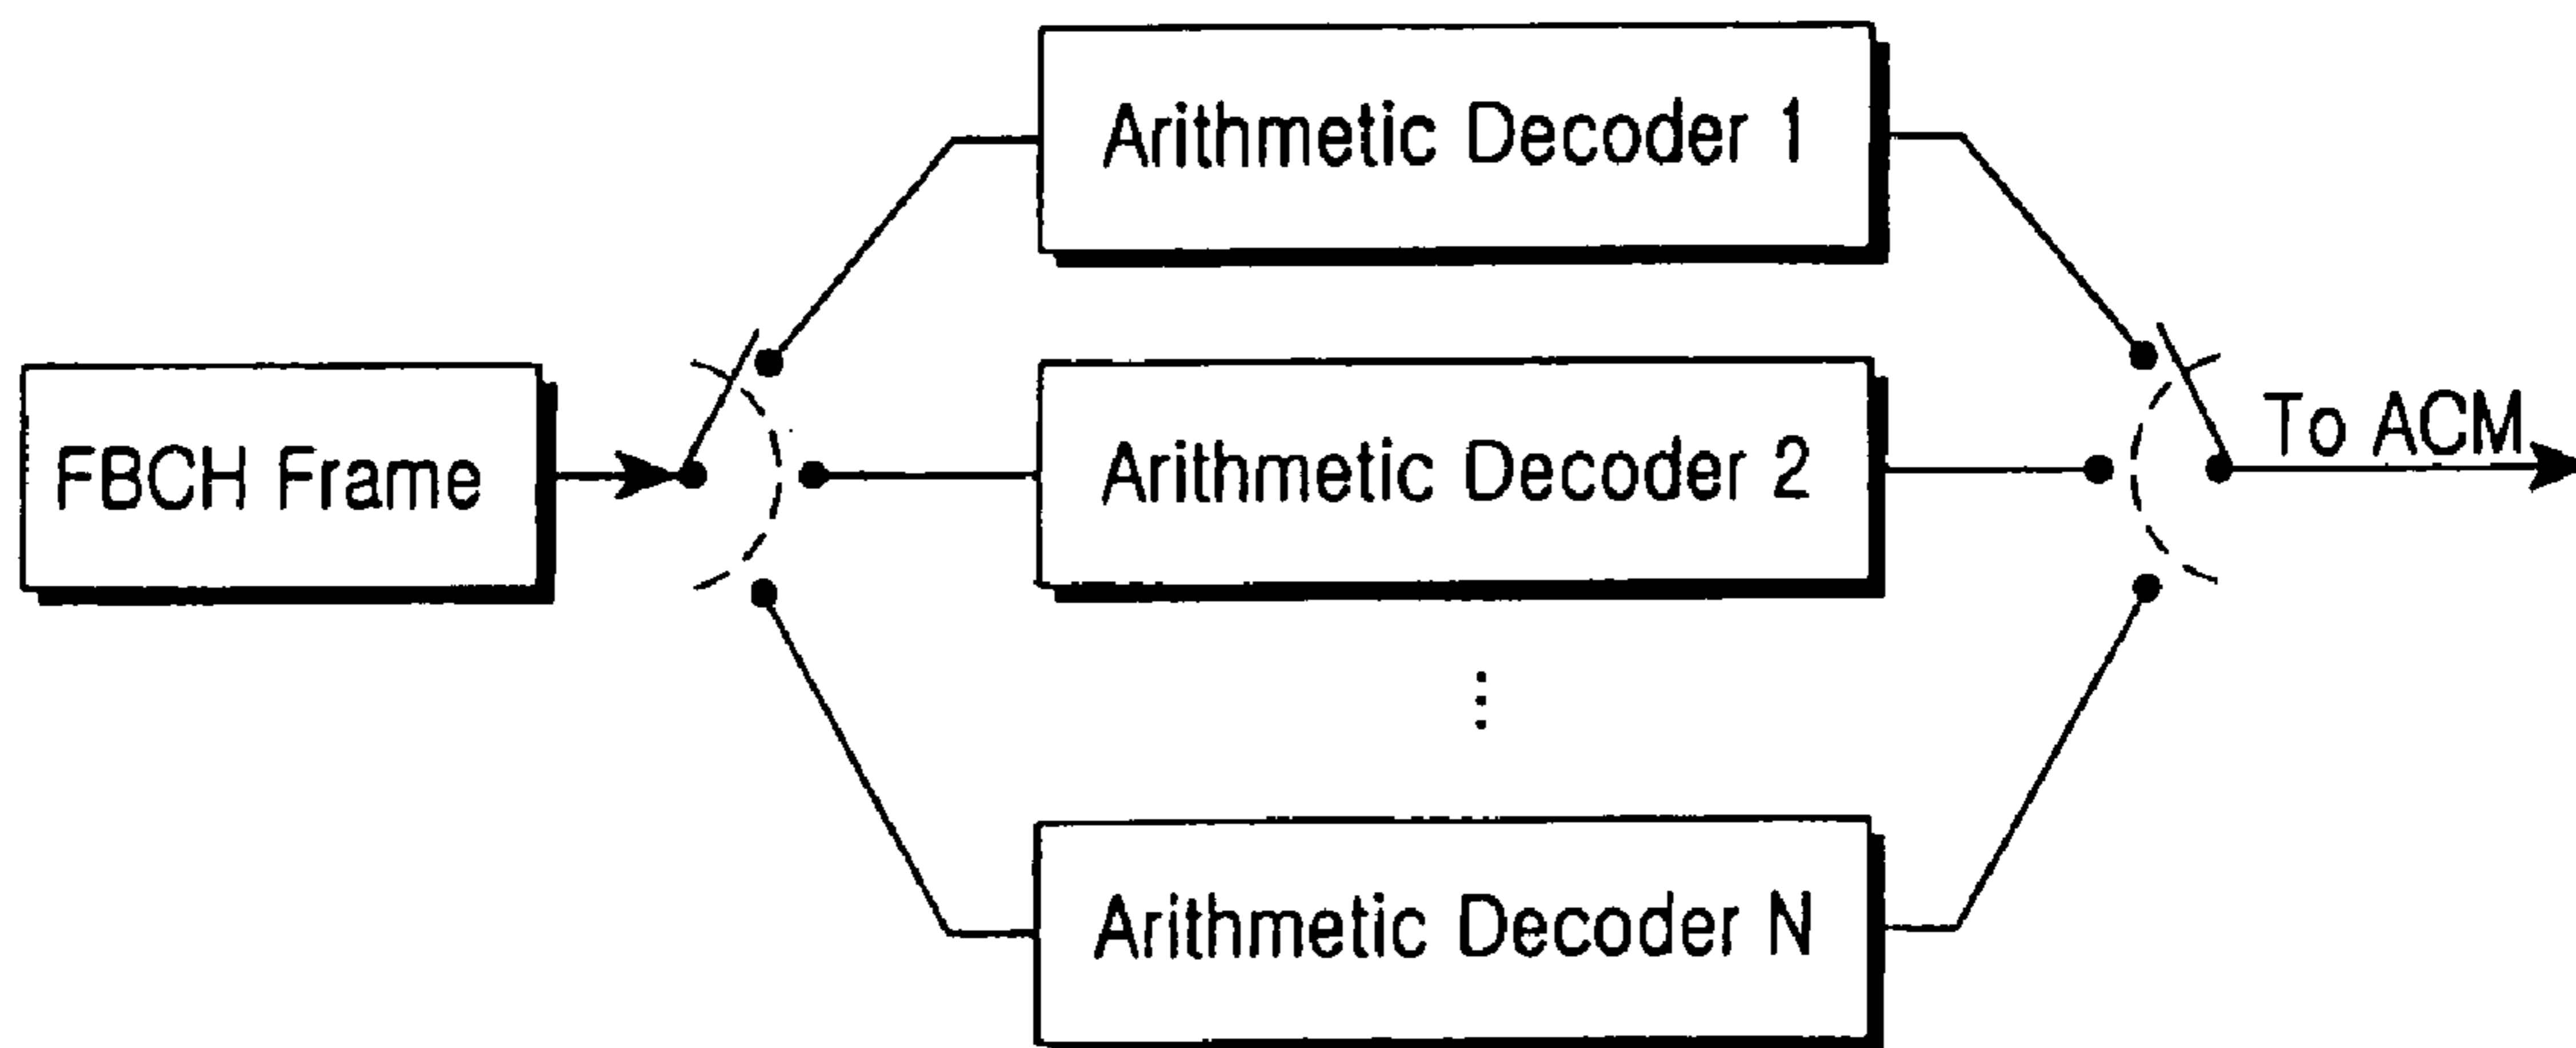 Arithmetic Decoder 1
FBCH Frame
Arithmetic Decoder 2
To ACM
⋮
Arithmetic Decoder N